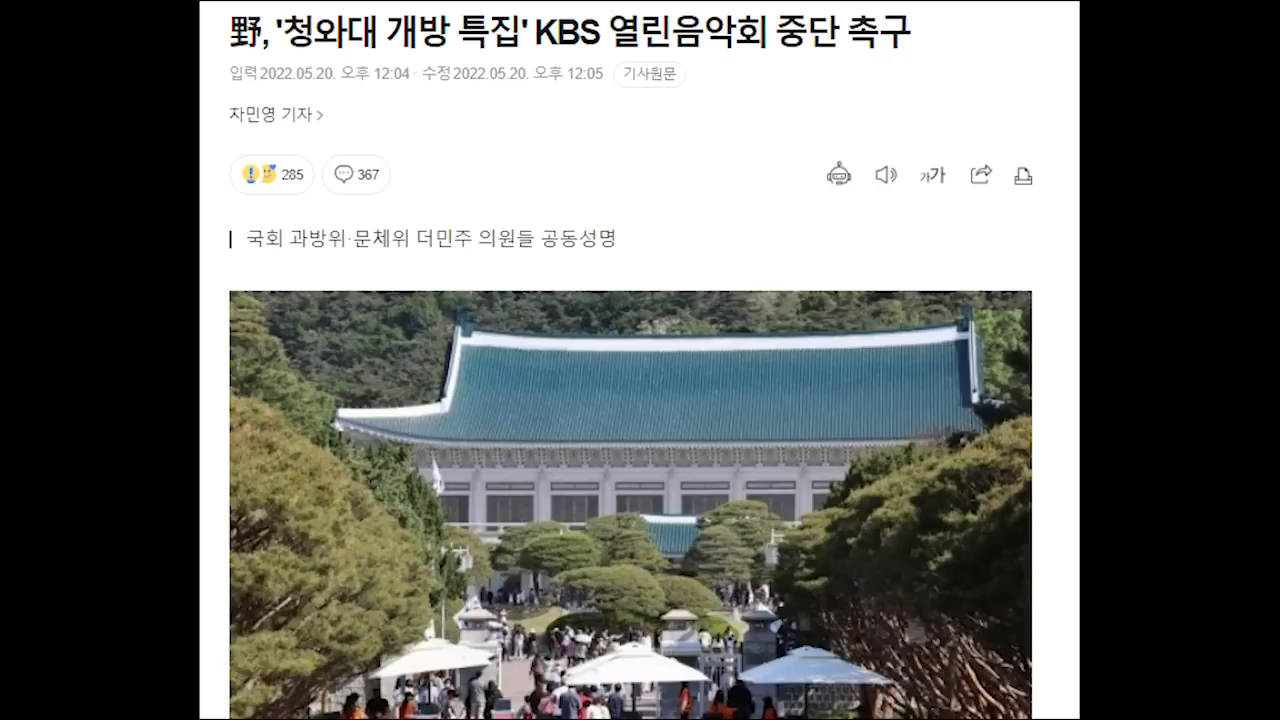 野, '청와대 개방 특집' KBS 열린음악회 중단 촉구
입력 2022.05.20. 오후 12:04 · 수정 2022.05.20. 오후 12:05 기사원문
차민영 기자 >
285 367
가가
국회 과방위·문체위 더민주 의원들 공동성명